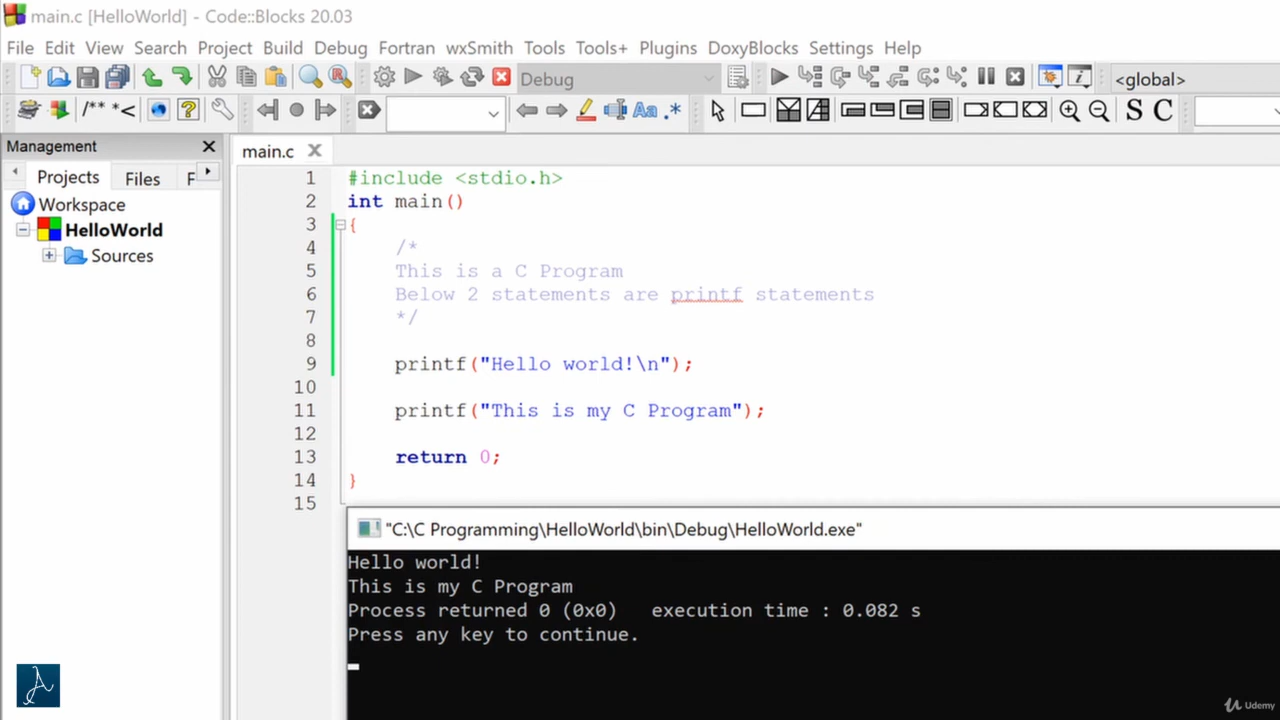 main.c [HelloWorld] - Code::Blocks 20.03
File Edit View Search Project Build Debug Fortran wxSmith Tools Tools+ Plugins DoxyBlocks Settings Help
Debug
<global>
/** *<
Aa .*
S C
Management
Projects Files F
main.c
Workspace
HelloWorld
Sources
1 #include <stdio.h>
2 int main()
3 {
4 /*
5 This is a C Program
6 Below 2 statements are printf statements
7 */
8
9 printf("Hello world!\n");
10
11 printf("This is my C Program");
12
13 return 0;
14 }
15
"C:\C Programming\HelloWorld\bin\Debug\HelloWorld.exe"
Hello world!
This is my C Program
Process returned 0 (0x0) execution time : 0.082 s
Press any key to continue.
A
Udemy